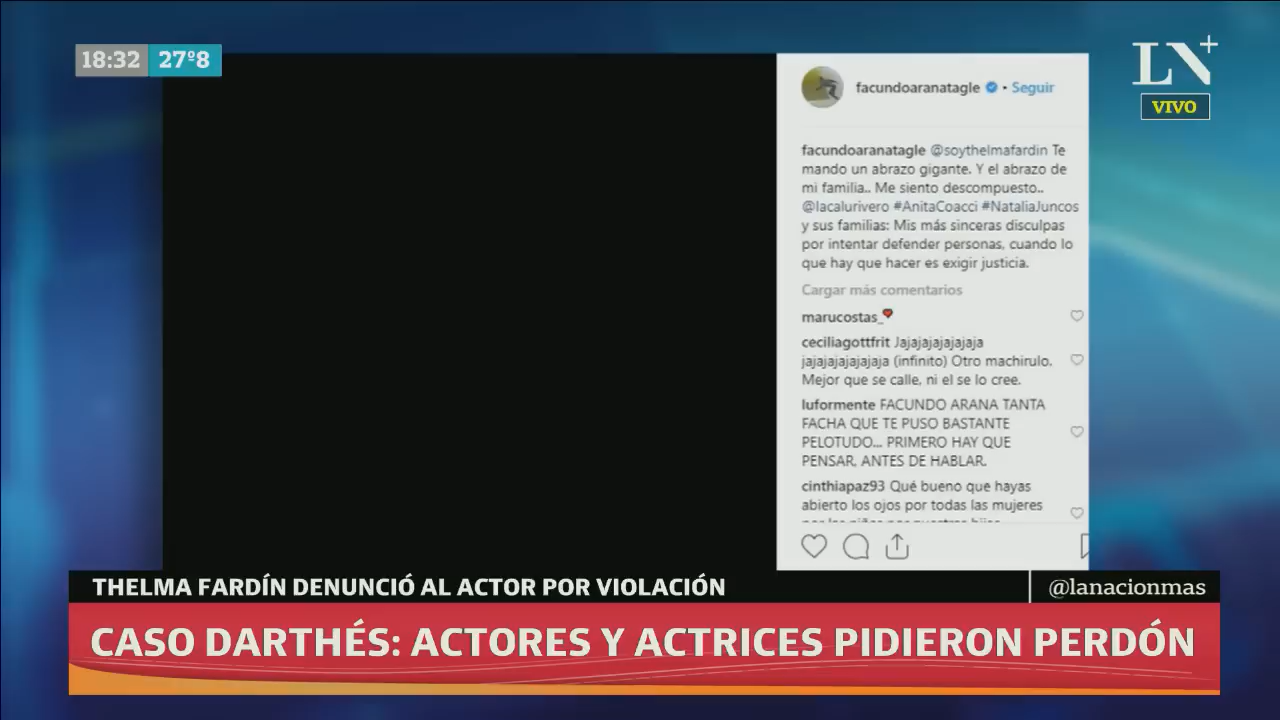 18:32 27º8
LN+
VIVO
facundoaranatagle • Seguir
facundoaranatagle @soythelmafardin Te
mando un abrazo gigante. Y el abrazo de
mi familia.. Me siento descompuesto..
@lacalurivero #AnitaCoacci #NataliaJuncos
y sus familias: Mis más sinceras disculpas
por intentar defender personas, cuando lo
que hay que hacer es exigir justicia.
Cargar más comentarios
marucostas_
ceciliagottfrit Jajajajajajajaja
jajajajajajajaja (infinito) Otro machirulo.
Mejor que se calle, ni el se lo cree.
luformente FACUNDO ARANA TANTA
FACHA QUE TE PUSO BASTANTE
PELOTUDO... PRIMERO HAY QUE
PENSAR, ANTES DE HABLAR.
cinthiapaz93 Qué bueno que hayas
abierto los ojos por todas las mujeres
THELMA FARDÍN DENUNCIÓ AL ACTOR POR VIOLACIÓN
@lanacionmas
CASO DARTHÉS: ACTORES Y ACTRICES PIDIERON PERDÓN